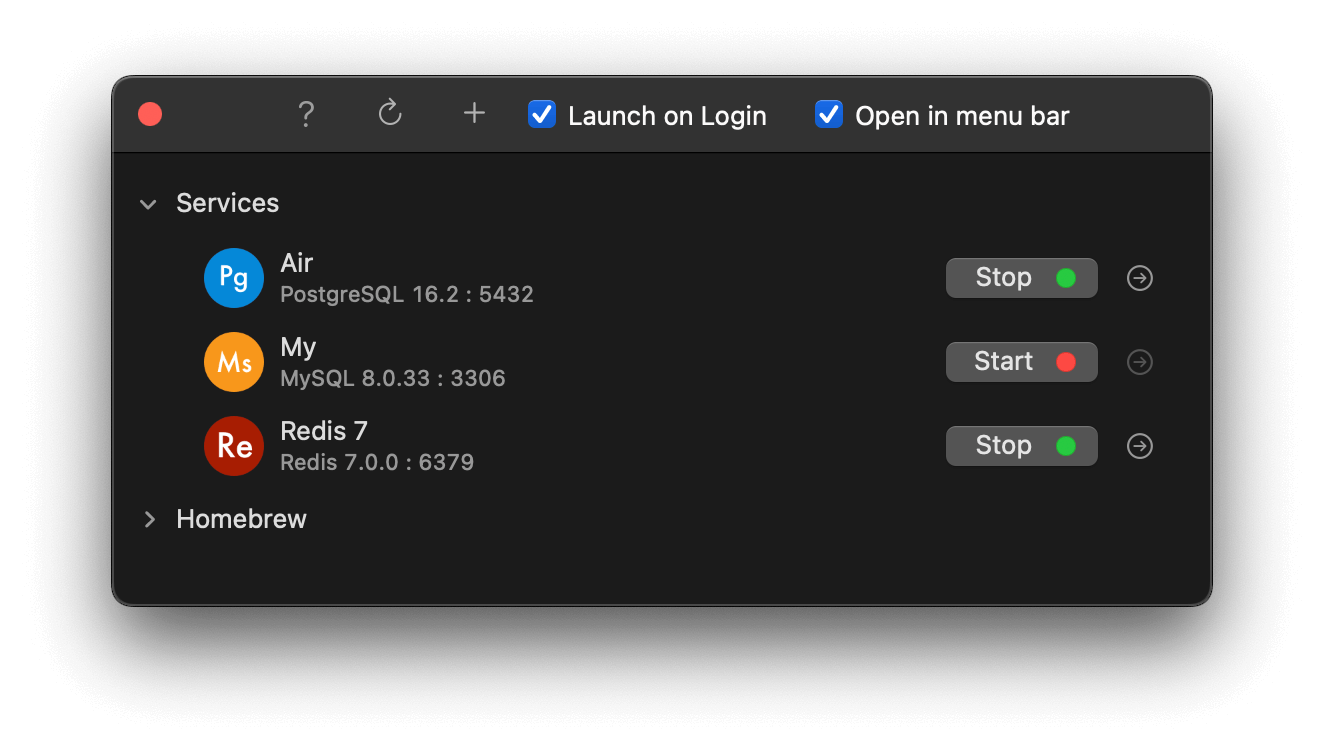 ? Launch on Login Open in menu bar
Services
Pg Air
PostgreSQL 16.2 : 5432
Stop
Ms My
MySQL 8.0.33 : 3306
Start
Re Redis 7
Redis 7.0.0 : 6379
Stop
Homebrew